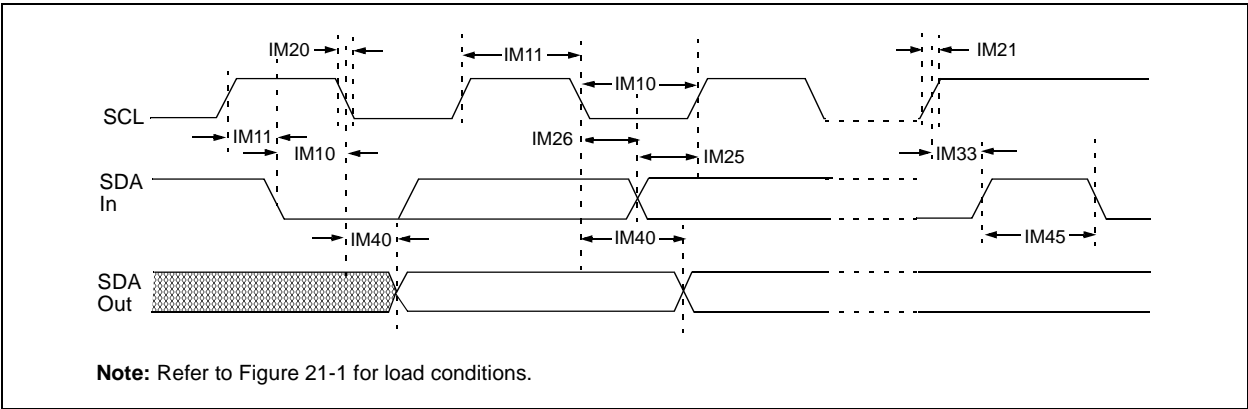 IM20
IM11
IM21
IM10
SCL
IM11
IM10
IM26
IM25
IM33
SDA
In
IM40
IM40
IM45
SDA
Out
Note: Refer to Figure 21-1 for load conditions.